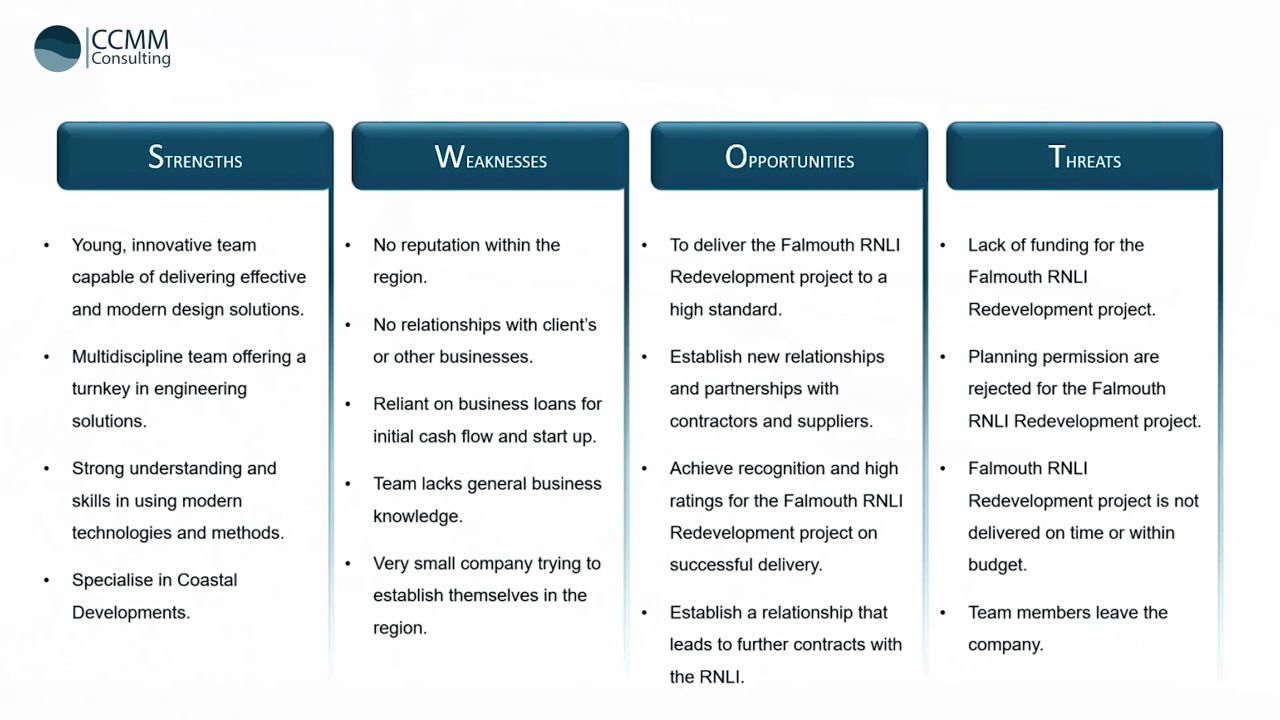 CCMM
Consulting
STRENGTHS
Young, innovative team
capable of delivering effective
and modern design solutions.
Multidiscipline team offering a
turnkey in engineering
solutions.
Strong understanding and
skills in using modern
technologies and methods.
Specialise in Coastal
Developments.
WEAKNESSES
No reputation within the
region.
No relationships with client's
or other businesses.
Reliant on business loans for
initial cash flow and start up.
Team lacks general business
knowledge.
Very small company trying to
establish themselves in the
region.
OPPORTUNITIES
To deliver the Falmouth RNLI
Redevelopment project to a
high standard.
Establish new relationships
and partnerships with
contractors and suppliers.
Achieve recognition and high
ratings for the Falmouth RNLI
Redevelopment project on
successful delivery.
Establish a relationship that
leads to further contracts with
the RNLI.
THREATS
Lack of funding for the
Falmouth RNLI
Redevelopment project.
Planning permission are
rejected for the Falmouth
RNLI Redevelopment project.
Falmouth RNLI
Redevelopment project is not
delivered on time or within
budget.
Team members leave the
company.